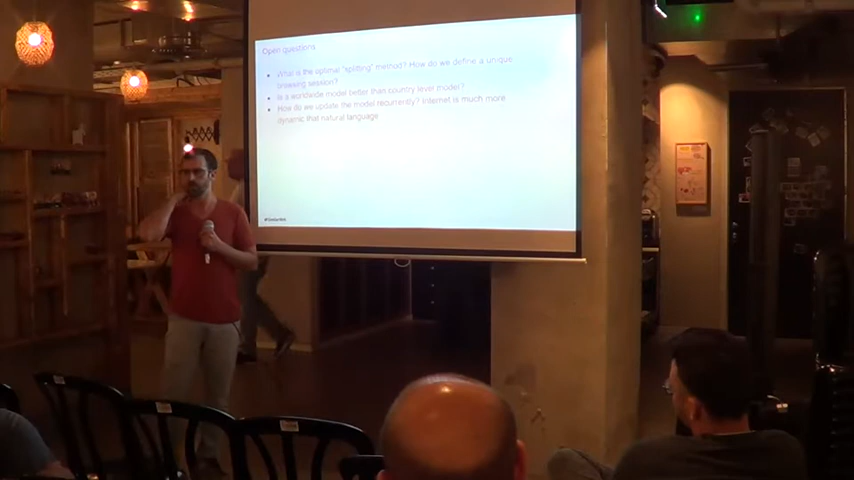 Open questions
What is the optimal "splitting" method? How do we define a unique
browsing session?
Is a worldwide model better than country level model?
How do we update the model recurrently? Internet is much more
dynamic that natural language